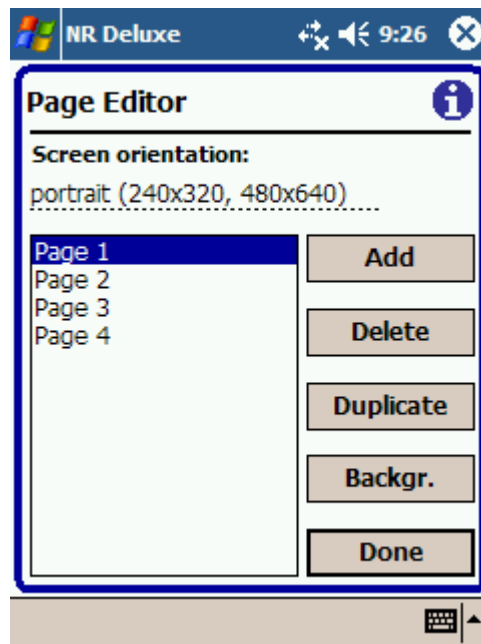 NR Deluxe 9:26
Page Editor
Screen orientation:
portrait (240x320, 480x640)
Page 1
Page 2
Page 3
Page 4
Add
Delete
Duplicate
Backgr.
Done